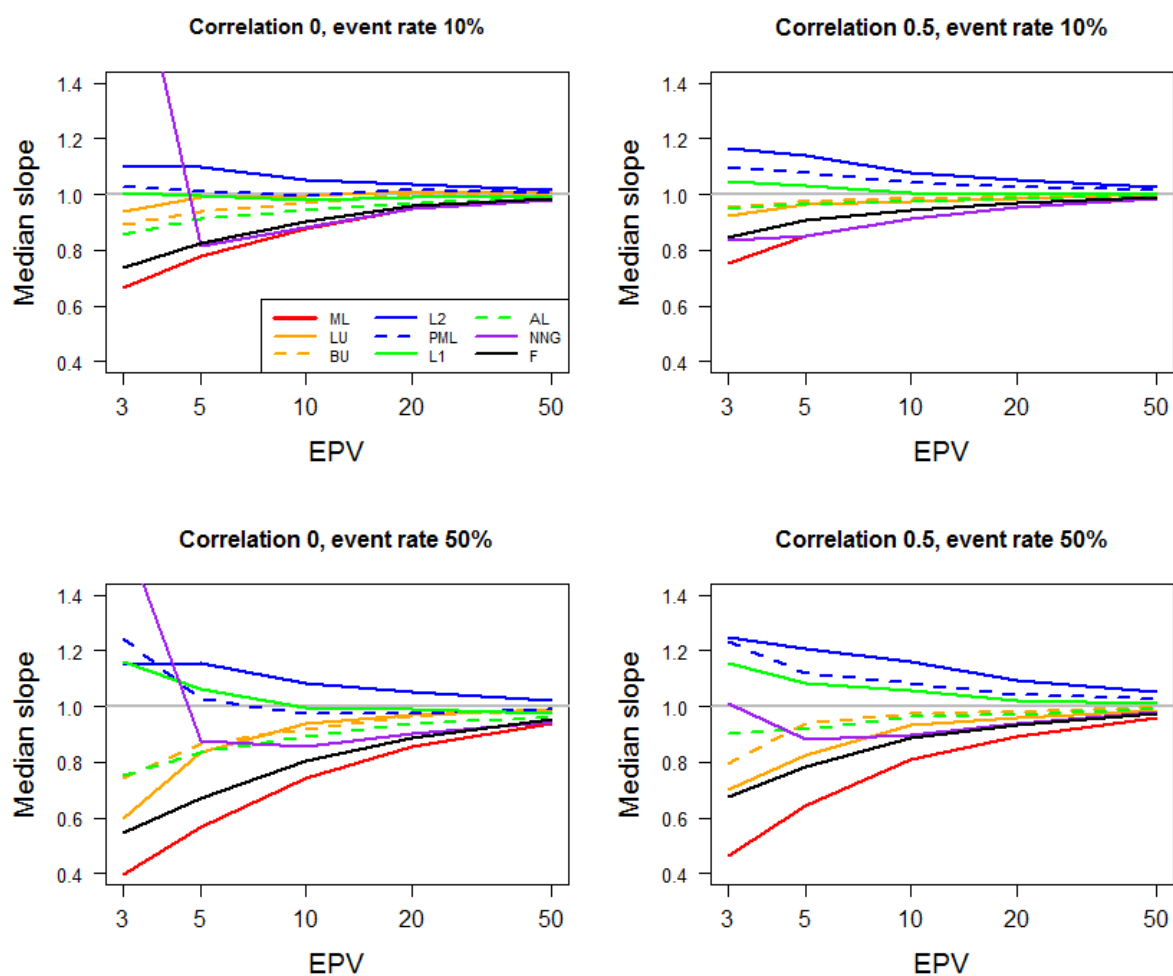 Correlation 0, event rate 10%
Median slope
1.4
1.2
1.0
0.8
0.6
0.4
ML L2 AL
LU PML NNG
BU L1 F
3 5 10 20 50
EPV
Correlation 0.5, event rate 10%
Median slope
1.4
1.2
1.0
0.8
0.6
0.4
3 5 10 20 50
EPV
Correlation 0, event rate 50%
Median slope
1.4
1.2
1.0
0.8
0.6
0.4
3 5 10 20 50
EPV
Correlation 0.5, event rate 50%
Median slope
1.4
1.2
1.0
0.8
0.6
0.4
3 5 10 20 50
EPV